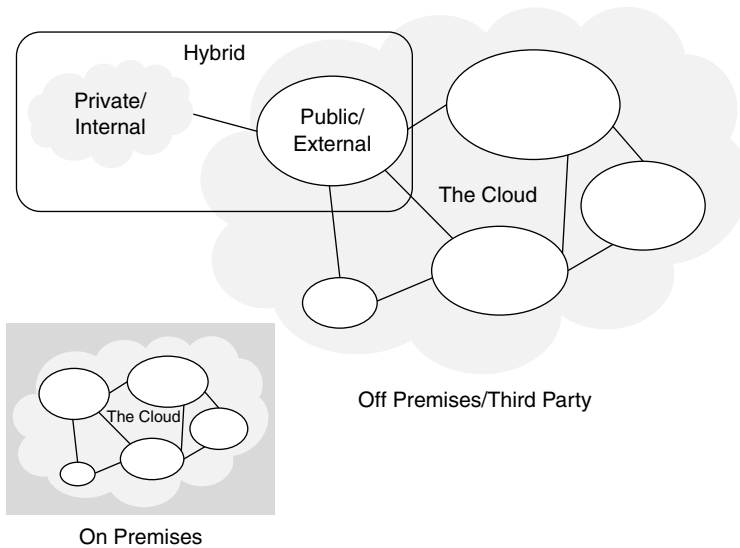 Hybrid
Private/
Internal
Public/
External
The Cloud
Off Premises/Third Party
The Cloud
On Premises